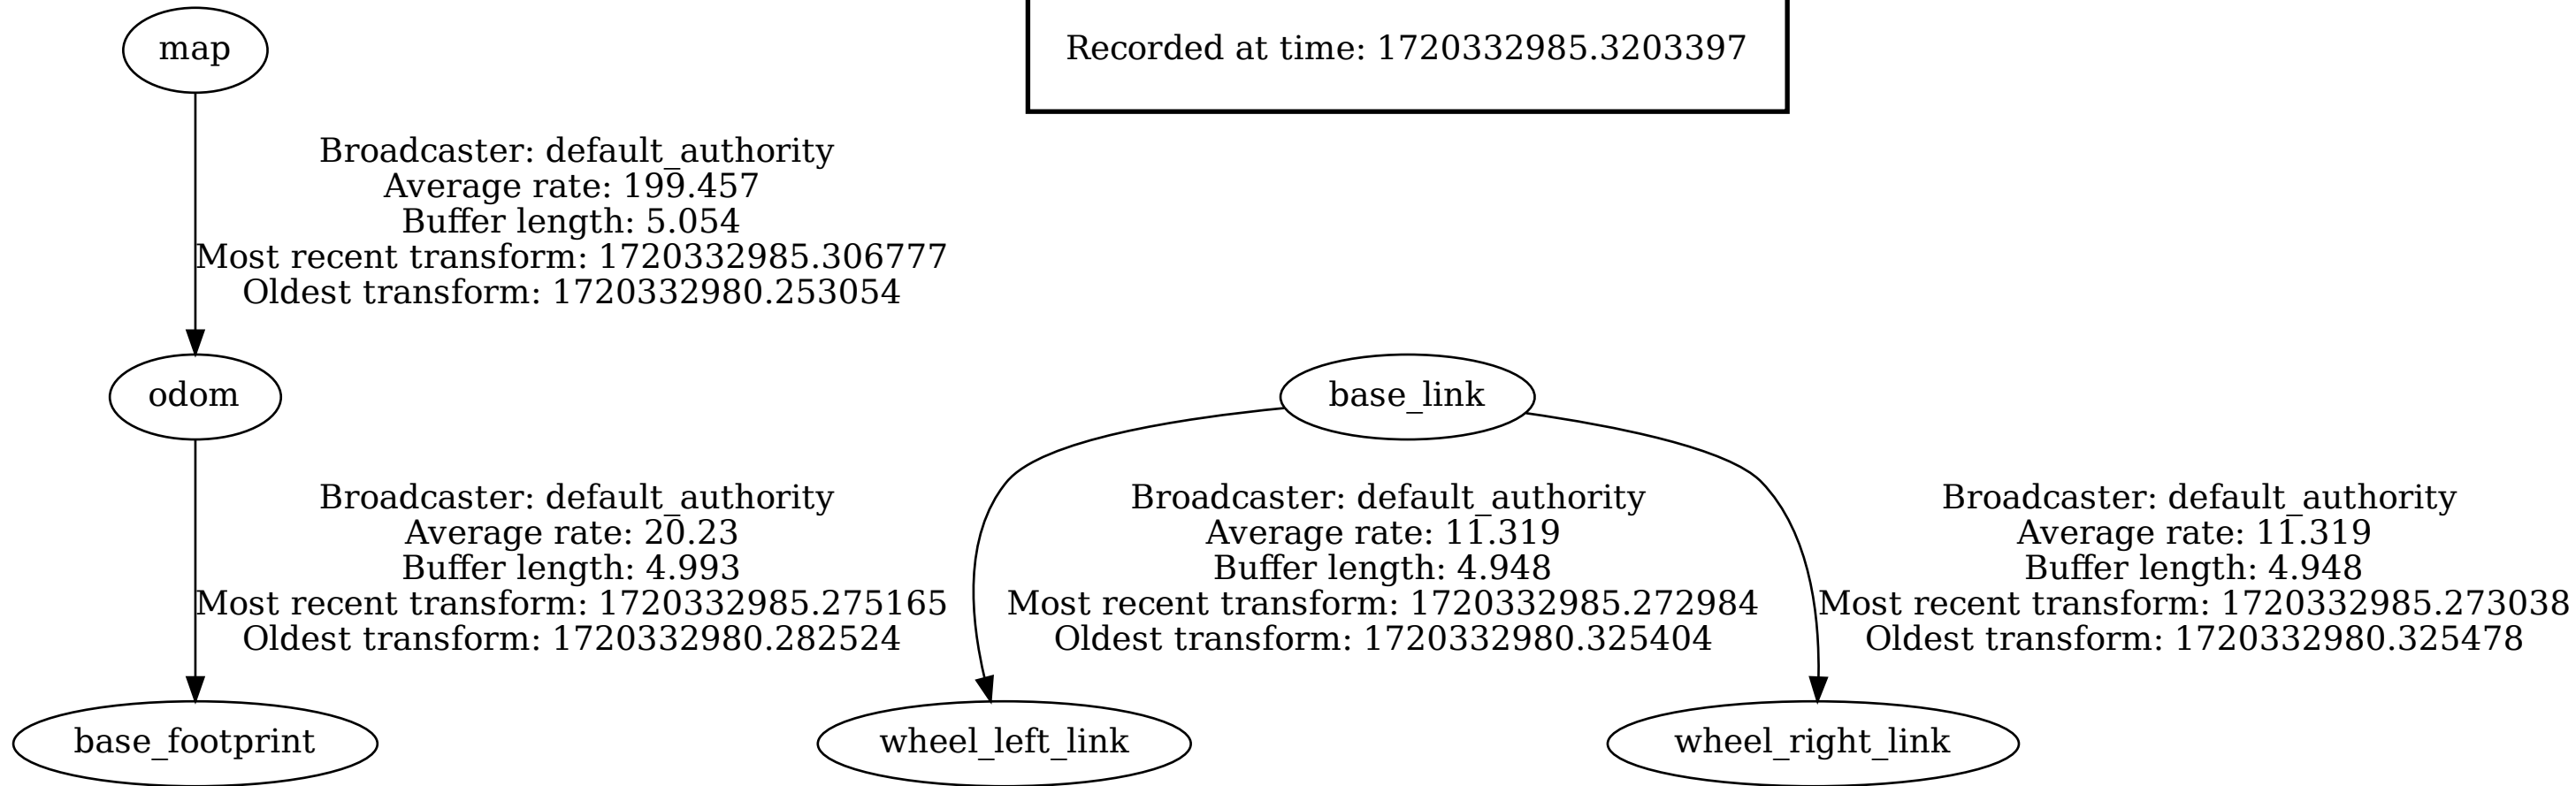 map
Recorded at time: 1720332985.3203397
Broadcaster: default_authority
Average rate: 199.457
Buffer length: 5.054
Most recent transform: 1720332985.306777
Oldest transform: 1720332980.253054
odom
base_link
Broadcaster: default_authority
Average rate: 20.23
Buffer length: 4.993
Most recent transform: 1720332985.275165
Oldest transform: 1720332980.282524
Broadcaster: default_authority
Average rate: 11.319
Buffer length: 4.948
Most recent transform: 1720332985.272984
Oldest transform: 1720332980.325404
Broadcaster: default_authority
Average rate: 11.319
Buffer length: 4.948
Most recent transform: 1720332985.273038
Oldest transform: 1720332980.325478
base_footprint
wheel_left_link
wheel_right_link